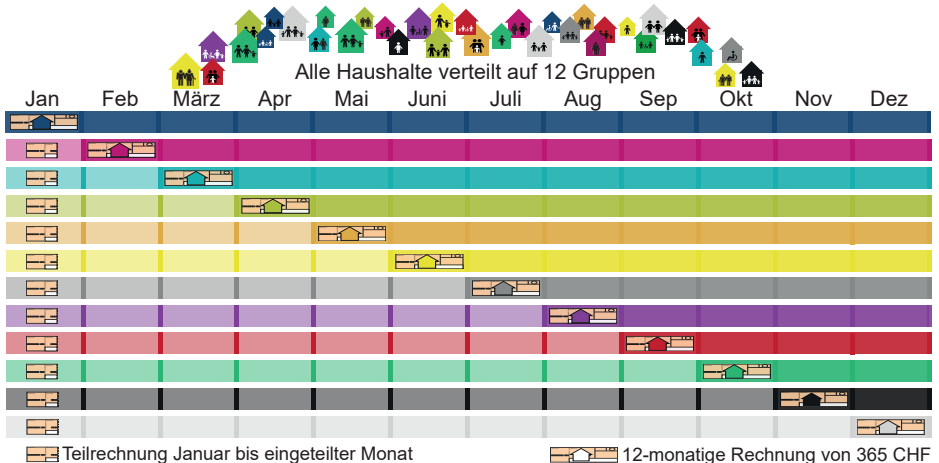 Alle Haushalte verteilt auf 12 Gruppen
Jan Feb März Apr Mai Juni Juli Aug Sep Okt Nov Dez
Teilrechnung Januar bis eingeteilter Monat 12-monatige Rechnung von 365 CHF